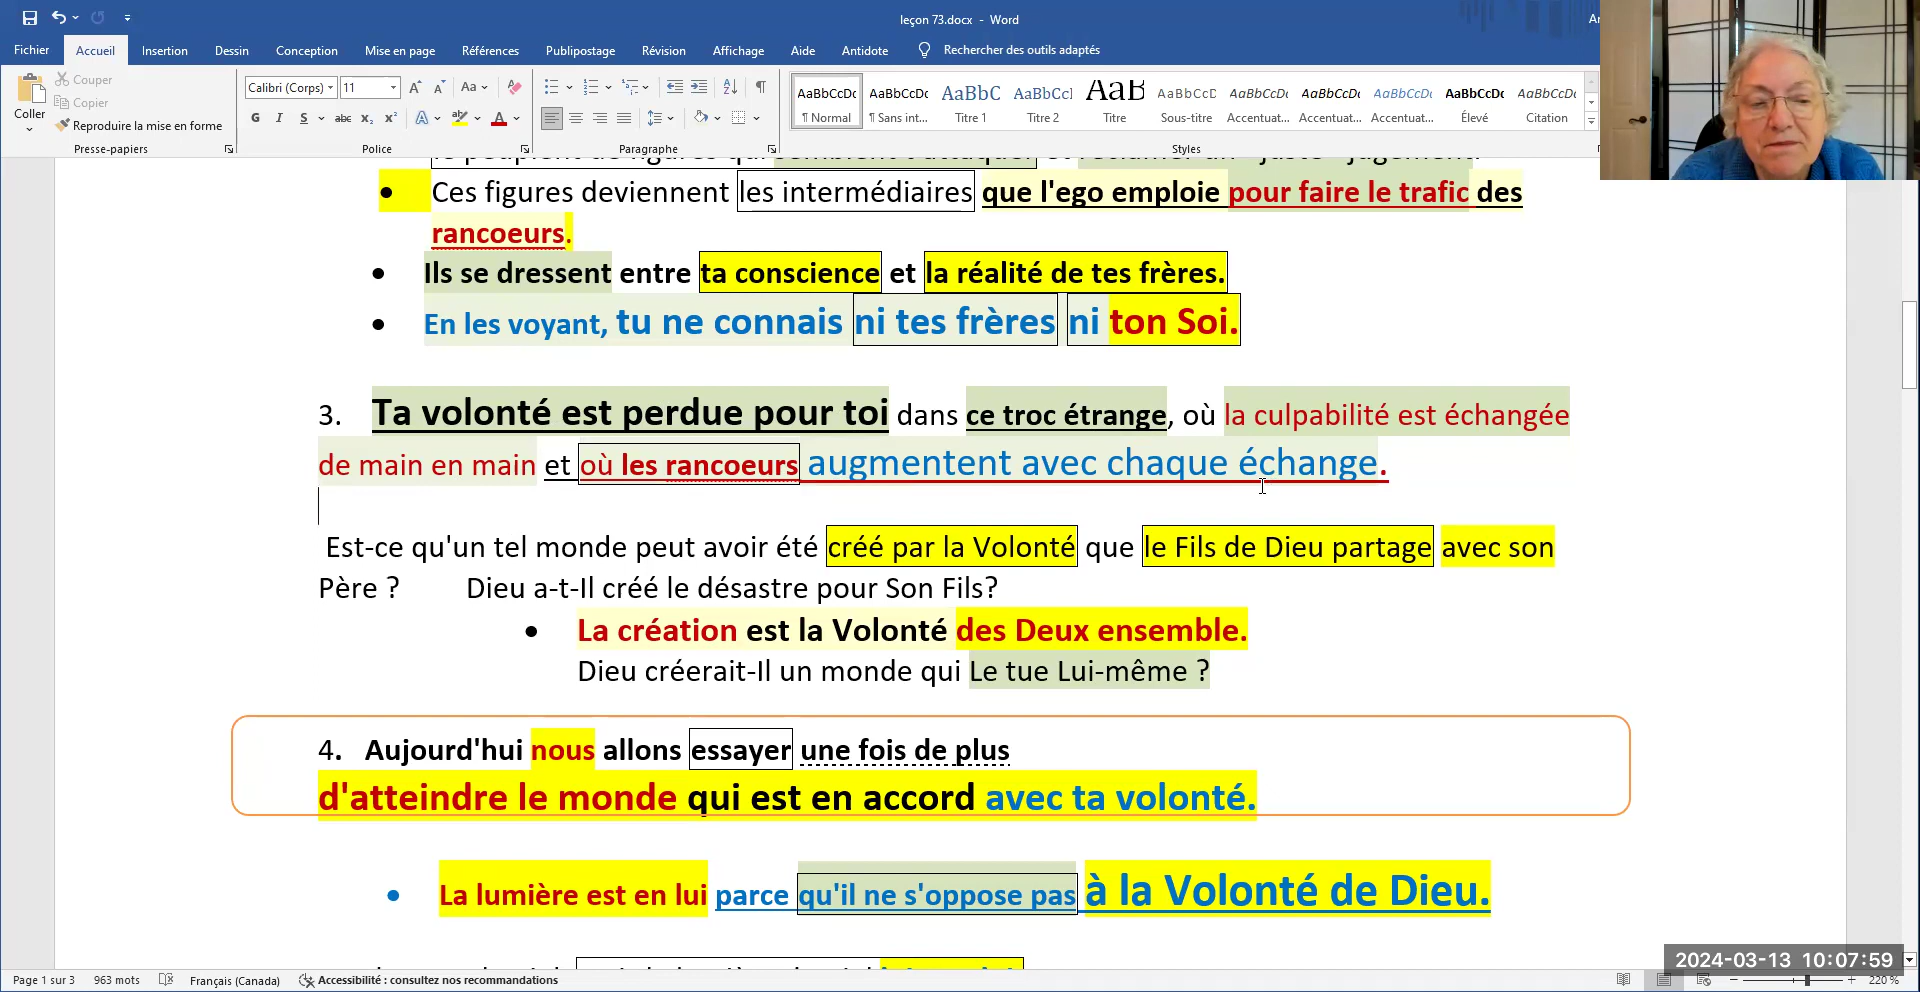 leçon 73.docx - Word
Fichier Accueil Insertion Dessin Conception Mise en page Références Publipostage Révision Affichage Aide Antidote Rechercher des outils adaptés
Coller Couper
Copier
Reproduire la mise en forme
Presse-papiers
Calibri (Corps) 11
Police
Paragraphe
AaBbCcDc AaBbCcDc AaBbC AaBbCcI AaB AaBbCcD AaBbCcDc AaBbCcDc AaBbCcDc AaBbCcDc AaBbCcDc
¶ Normal ¶ Sans int... Titre 1 Titre 2 Titre Sous-titre Accentuat... Accentuat... Accentuat... Élevé Citation
Styles
• Ces figures deviennent les intermédiaires que l'ego emploie pour faire le trafic des
rancoeurs.
• Ils se dressent entre ta conscience et la réalité de tes frères.
• En les voyant, tu ne connais ni tes frères ni ton Soi.
3. Ta volonté est perdue pour toi dans ce troc étrange, où la culpabilité est échangée
de main en main et où les rancoeurs augmentent avec chaque échange.
Est-ce qu'un tel monde peut avoir été créé par la Volonté que le Fils de Dieu partage avec son
Père ? Dieu a-t-Il créé le désastre pour Son Fils?
• La création est la Volonté des Deux ensemble.
Dieu créerait-Il un monde qui Le tue Lui-même ?
4. Aujourd'hui nous allons essayer une fois de plus
d'atteindre le monde qui est en accord avec ta volonté.
• La lumière est en lui parce qu'il ne s'oppose pas à la Volonté de Dieu.
2024-03-13 10:07:59
Page 1 sur 3 963 mots Français (Canada) Accessibilité : consultez nos recommandations 220 %